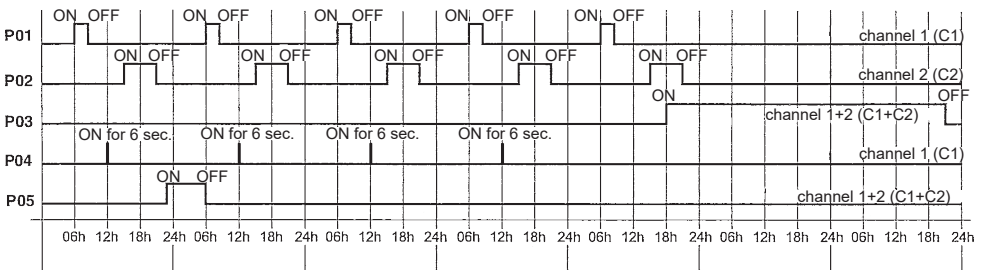 ON OFF ON OFF ON OFF ON OFF ON OFF
P01 channel 1 (C1)
ON OFF ON OFF ON OFF ON OFF ON OFF
P02 channel 2 (C2)
ON OFF
P03 channel 1+2 (C1+C2)
ON for 6 sec. ON for 6 sec. ON for 6 sec. ON for 6 sec.
P04 channel 1 (C1)
ON OFF
P05 channel 1+2 (C1+C2)
06h 12h 18h 24h 06h 12h 18h 24h 06h 12h 18h 24h 06h 12h 18h 24h 06h 12h 18h 24h 06h 12h 18h 24h 06h 12h 18h 24h